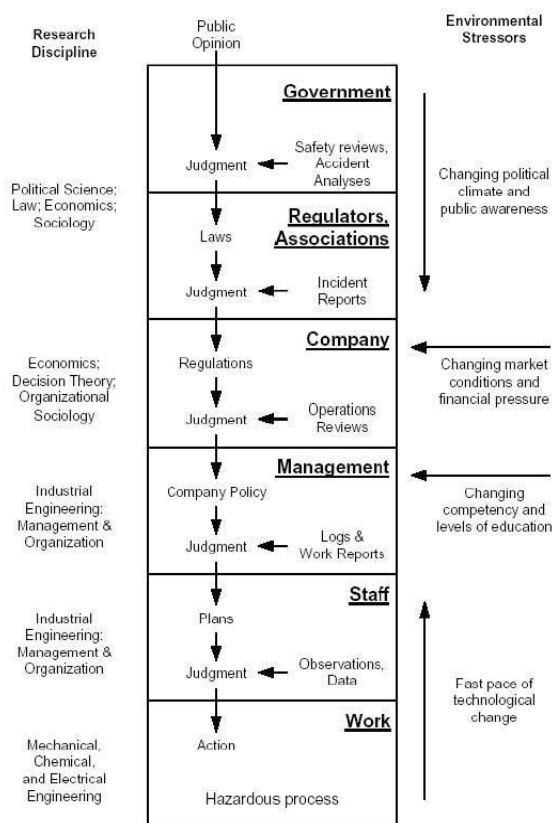 Research
Discipline
Public
Opinion
Environmental
Stressors
Government
Judgment
Safety reviews,
Accident
Analyses
Changing political
climate and
public awareness
Political Science;
Law; Economics;
Sociology
Regulators,
Associations
Laws
Judgment
Incident
Reports
Company
Economics;
Decision Theory;
Organizational
Sociology
Regulations
Changing market
conditions and
financial pressure
Judgment
Operations
Reviews
Management
Industrial
Engineering:
Management &
Organization
Company Policy
Changing
competency and
levels of education
Judgment
Logs &
Work Reports
Staff
Industrial
Engineering:
Management &
Organization
Plans
Judgment
Observations,
Data
Fast pace of
technological
change
Work
Mechanical,
Chemical,
and Electrical
Engineering
Action
Hazardous process